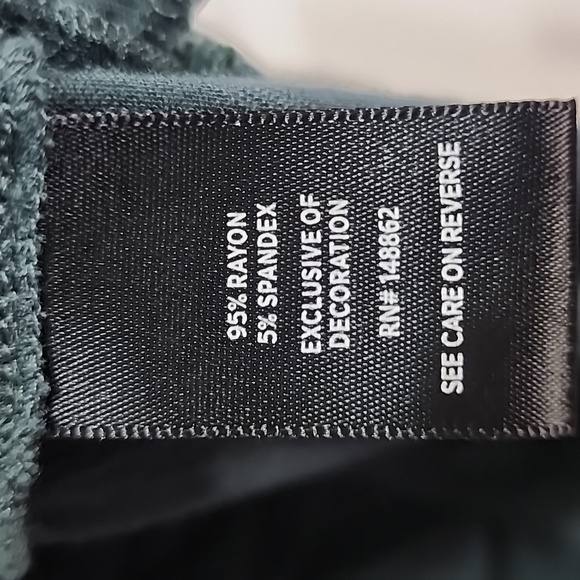 95% RAYON
5% SPANDEX
EXCLUSIVE OF
DECORATION
RN# 148862
SEE CARE ON REVERSE